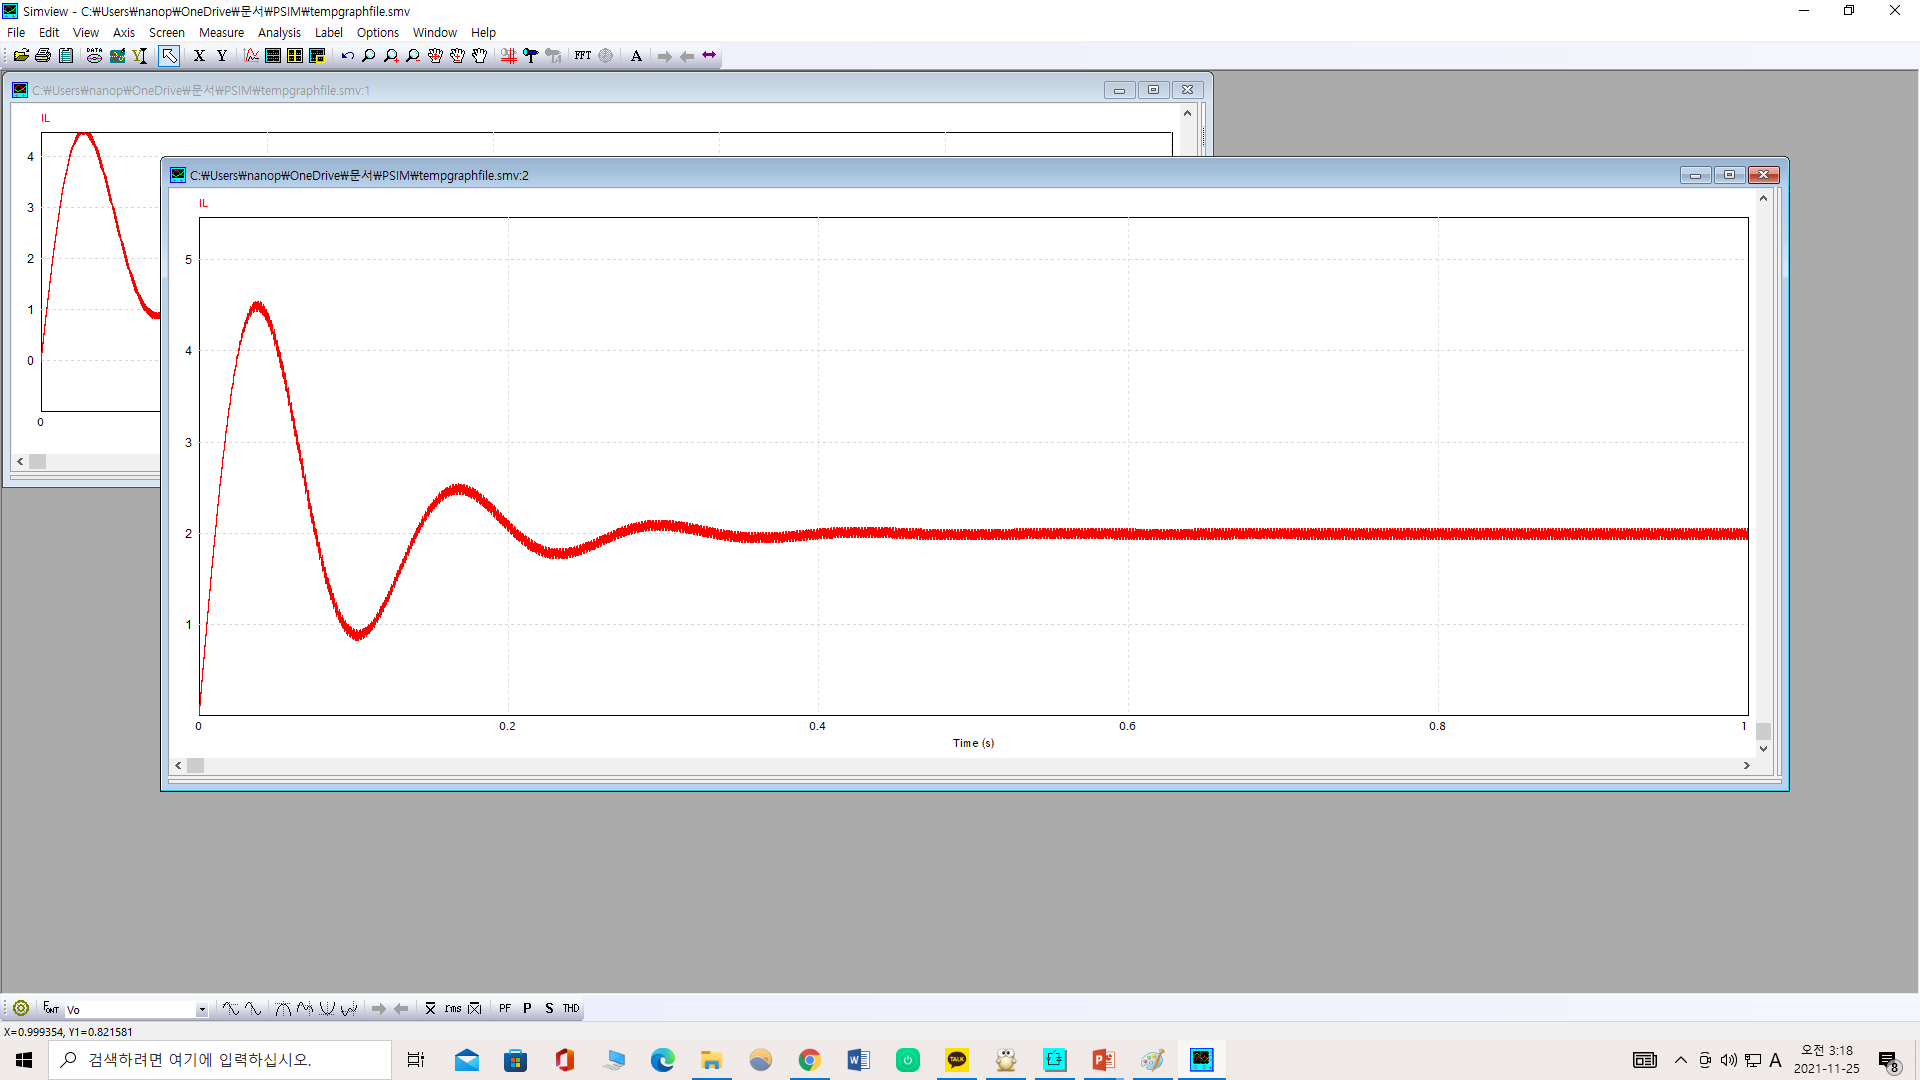 Simview - C:₩Users₩nanop₩OneDrive₩문서₩PSIM₩tempgraphfile.smv
File Edit View Axis Screen Measure Analysis Label Options Window Help
DATA Y X Y FFT A
C:₩Users₩nanop₩OneDrive₩문서₩PSIM₩tempgraphfile.smv:1
IL
4
3
2
1
0
0
C:₩Users₩nanop₩OneDrive₩문서₩PSIM₩tempgraphfile.smv:2
IL
5
4
3
2
1
0 0.2 0.4 0.6 0.8 1
Time (s)
FONT Vo X rms PF P S THD
X=0.999354, Y1=0.821581
검색하려면 여기에 입력하십시오.
TALK
A
오전 3:18
2021-11-25
8